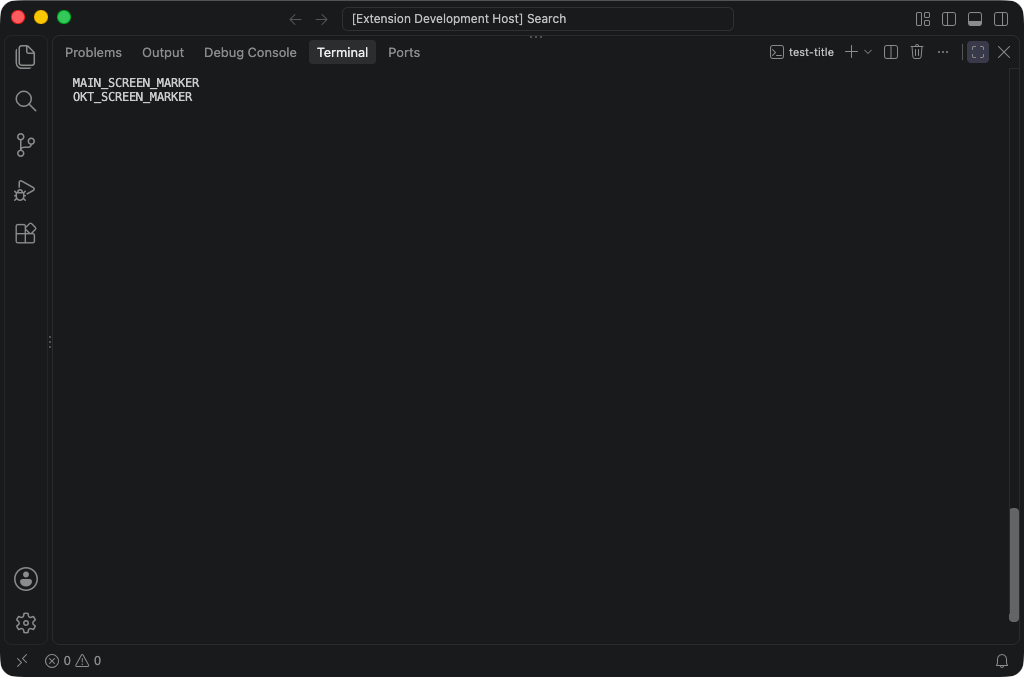 [Extension Development Host] Search
Problems Output Debug Console Terminal Ports test-title
MAIN_SCREEN_MARKER
OKT_SCREEN_MARKER
0 0